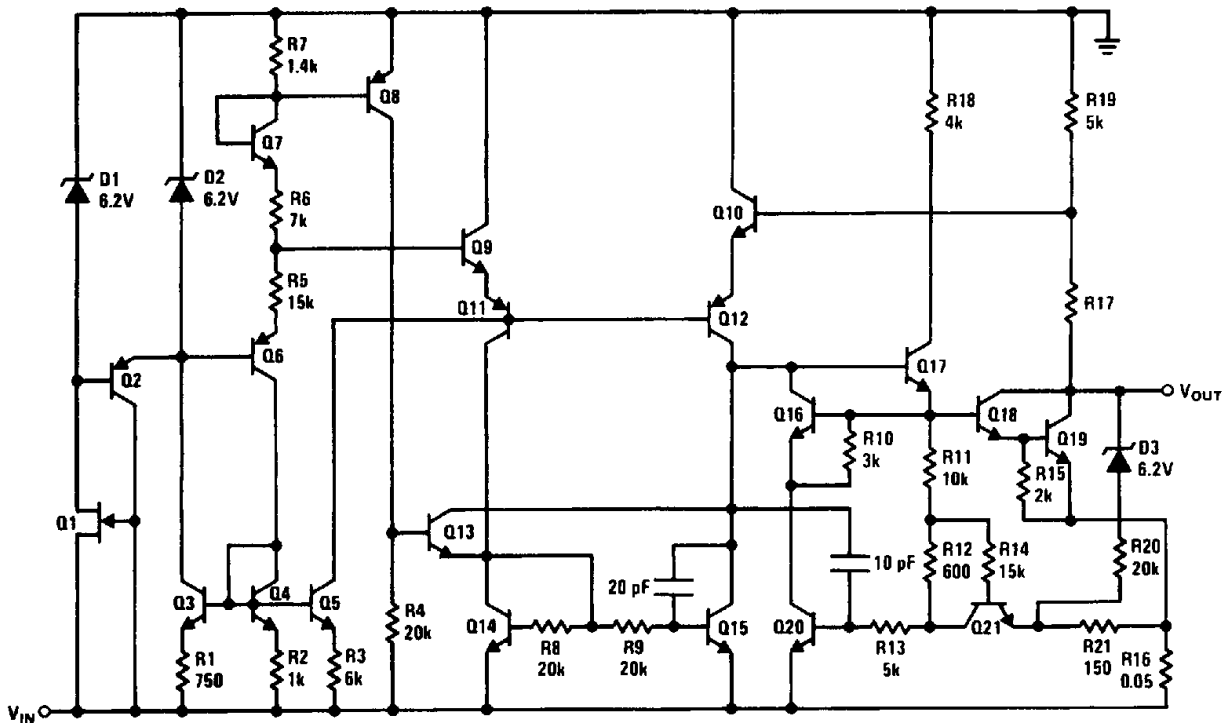 R7
1.4k
Q8
R18
4k
R19
5k
Q7
D1
6.2V
D2
6.2V
R6
7k
Q10
Q9
R5
15k
R17
Q11
Q12
Q6
Q2
Q17
VOUT
Q16
Q18
Q19
R10
3k
R11
10k
R15
2k
D3
6.2V
Q1
Q13
R12
600
R14
15k
R20
20k
20 pF
10 pF
Q3
Q4
Q5
R4
20k
Q14
R8
20k
R9
20k
Q15
Q20
R13
5k
Q21
R21
150
R16
0.05
R1
750
R2
1k
R3
6k
VIN